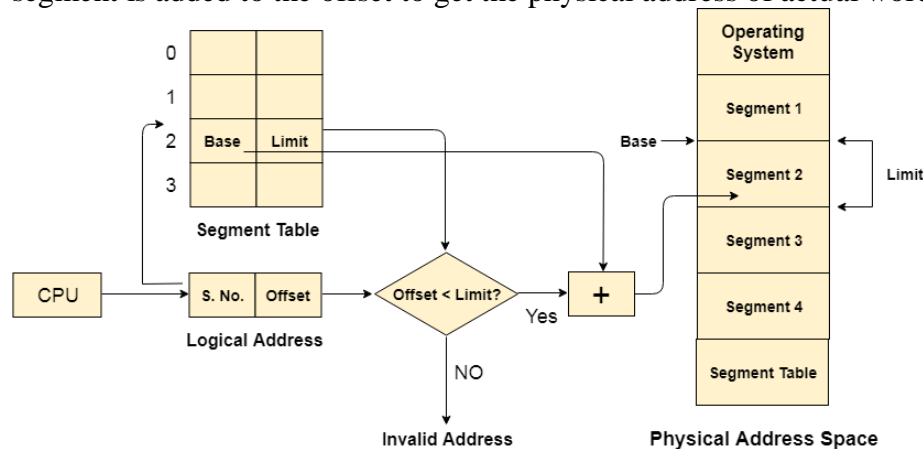 segment is added to the offset to get the physical address of actual word
0
1
2
3
Base
Limit
Segment Table
CPU
S. No.
Offset
Logical Address
Offset < Limit?
Yes
+
NO
Invalid Address
Operating
System
Segment 1
Base
Segment 2
Limit
Segment 3
Segment 4
Segment Table
Physical Address Space